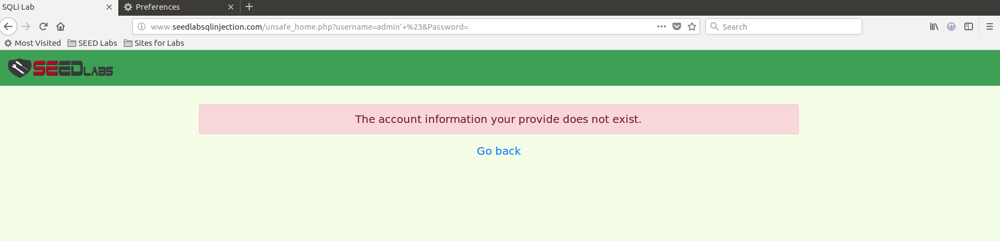 SQLi Lab
Preferences
www.seedlabsqlinjection.com/unsafe_home.php?username=admin'+%23&Password=
Search
Most Visited
SEED Labs
Sites for Labs
SEEDLABS
The account information your provide does not exist.
Go back